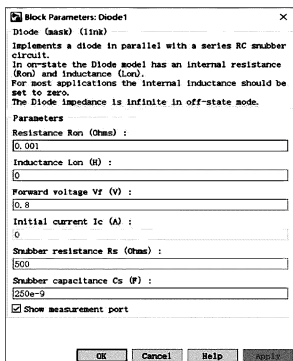 Block Parameters: Diode1
Diode (mask) (link)
Implements a diode in parallel with a series RC snubber
circuit.
In on-state the Diode model has an internal resistance
(Ron) and inductance (Lon).
For most applications the internal inductance should be
set to zero.
The Diode impedance is infinite in off-state mode.
Parameters
Resistance Ron (Ohms) :
0.001
Inductance Lon (H) :
0
Forward voltage Vf (V) :
0.8
Initial current Ic (A) :
0
Snubber resistance Rs (Ohms) :
500
Snubber capacitance Cs (F) :
250e-9
Show measurement port
OK Cancel Help Apply